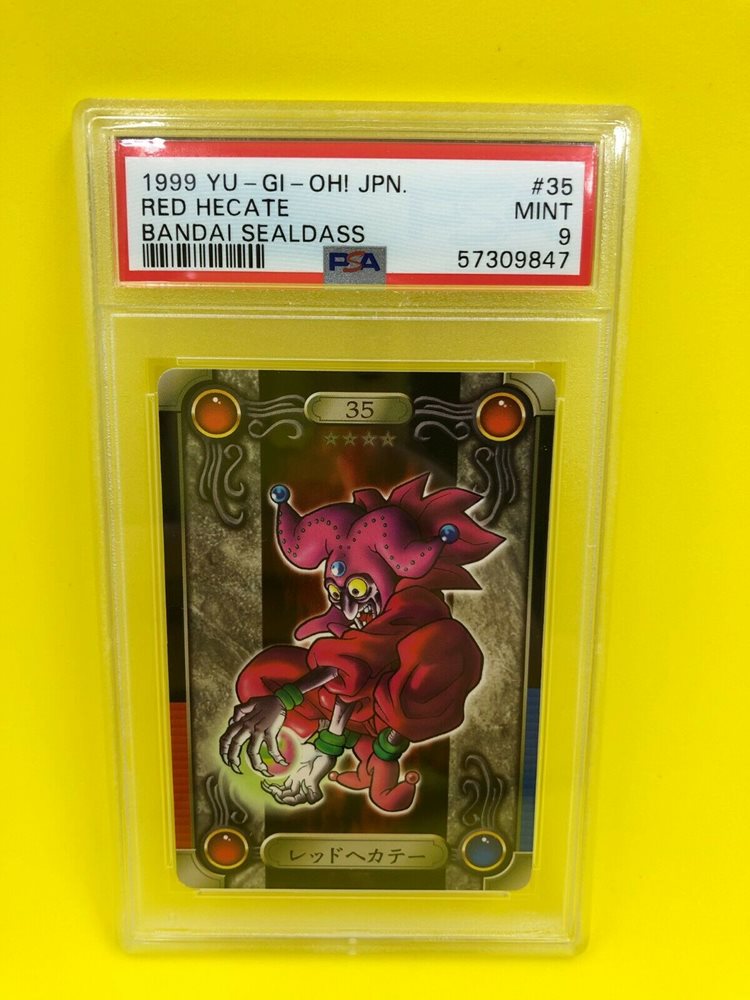 1999 YU-GI-OH! JPN. #35
RED HECATE MINT
BANDAI SEALDASS 9
PSA 57309847
35
レッドヘカテー